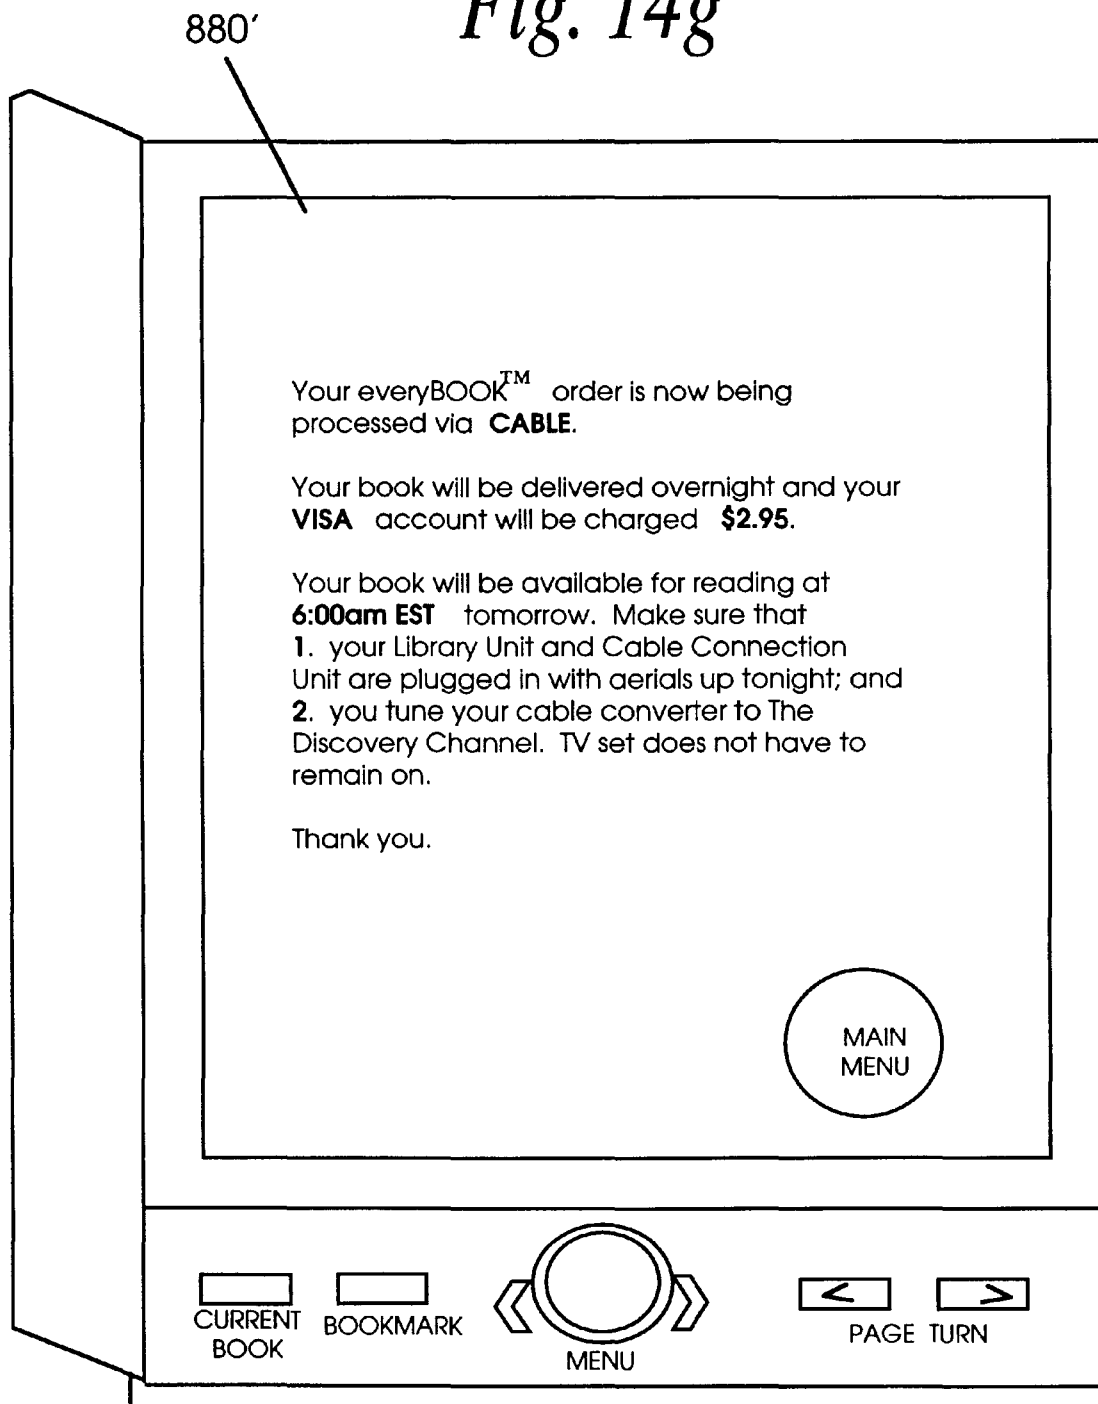 Fig. 14g
880'
Your everyBOOK™ order is now being
processed via CABLE.
Your book will be delivered overnight and your
VISA account will be charged $2.95.
Your book will be available for reading at
6:00am EST tomorrow. Make sure that
1. your Library Unit and Cable Connection
Unit are plugged in with aerials up tonight; and
2. you tune your cable converter to The
Discovery Channel. TV set does not have to
remain on.
Thank you.
MAIN
MENU
CURRENT
BOOK
BOOKMARK
MENU
<
>
PAGE TURN